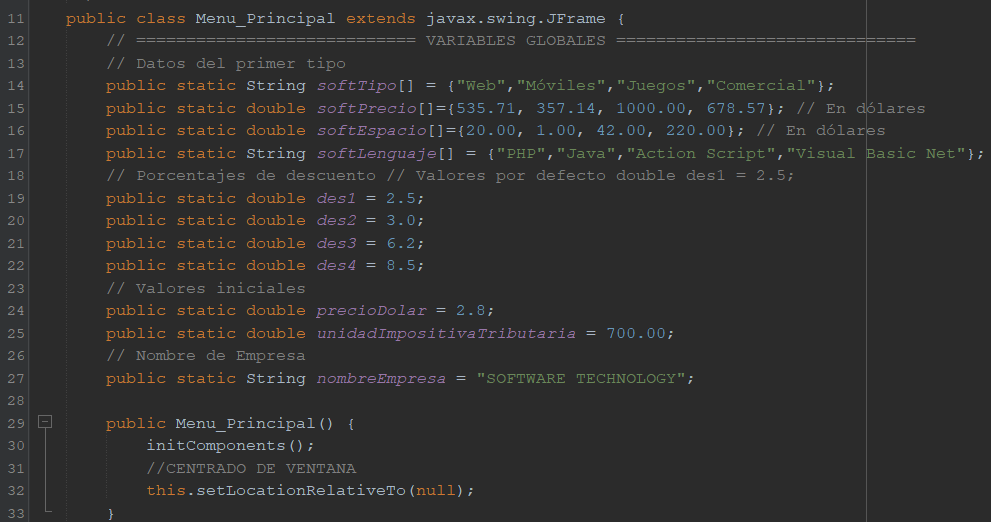 11 public class Menu_Principal extends javax.swing.JFrame {
12 // ============================ VARIABLES GLOBALES ==============================
13 // Datos del primer tipo
14 public static String softTipo[] = {"Web","Móviles","Juegos","Comercial"};
15 public static double softPrecio[]={535.71, 357.14, 1000.00, 678.57}; // En dólares
16 public static double softEspacio[]={20.00, 1.00, 42.00, 220.00}; // En dólares
17 public static String softLenguaje[] = {"PHP","Java","Action Script","Visual Basic Net"};
18 // Porcentajes de descuento // Valores por defecto double des1 = 2.5;
19 public static double des1 = 2.5;
20 public static double des2 = 3.0;
21 public static double des3 = 6.2;
22 public static double des4 = 8.5;
23 // Valores iniciales
24 public static double precioDolar = 2.8;
25 public static double unidadImpositivaTributaria = 700.00;
26 // Nombre de Empresa
27 public static String nombreEmpresa = "SOFTWARE TECHNOLOGY";
28
29 public Menu_Principal() {
30 initComponents();
31 //CENTRADO DE VENTANA
32 this.setLocationRelativeTo(null);
33 }